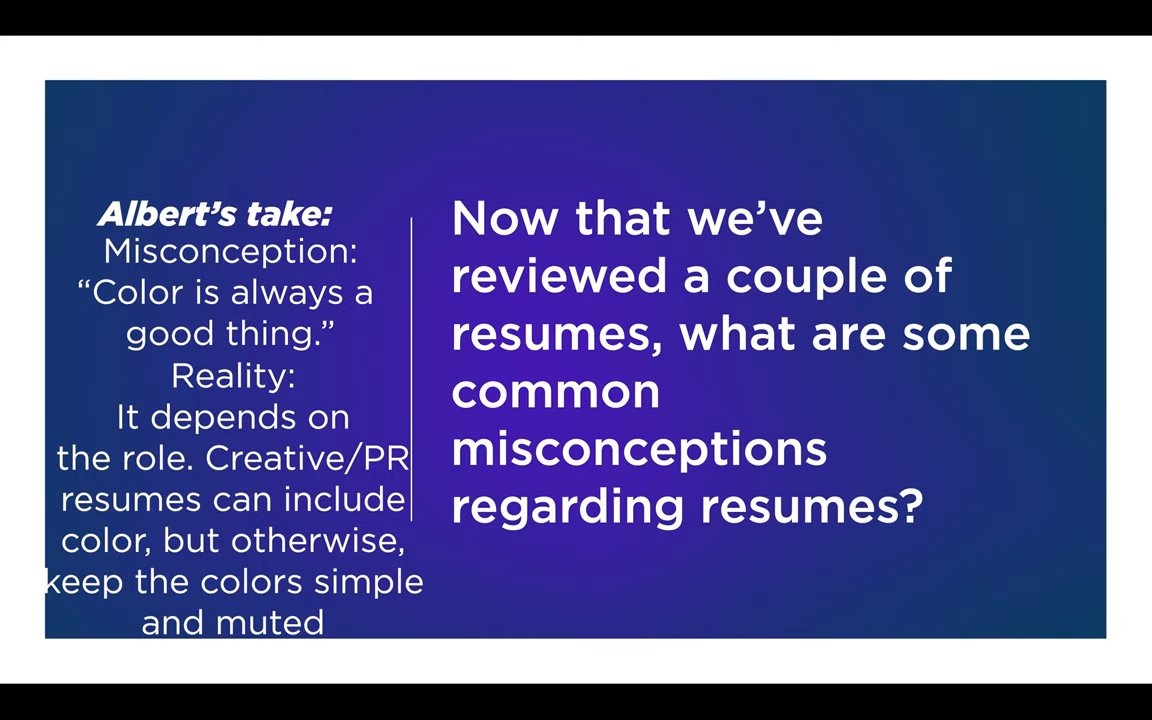 Albert’s take:
Misconception:
“Color is always a
good thing.”
Reality:
It depends on
the role. Creative/PR
resumes can include
color, but otherwise,
keep the colors simple
and muted
Now that we’ve
reviewed a couple of
resumes, what are some
common
misconceptions
regarding resumes?